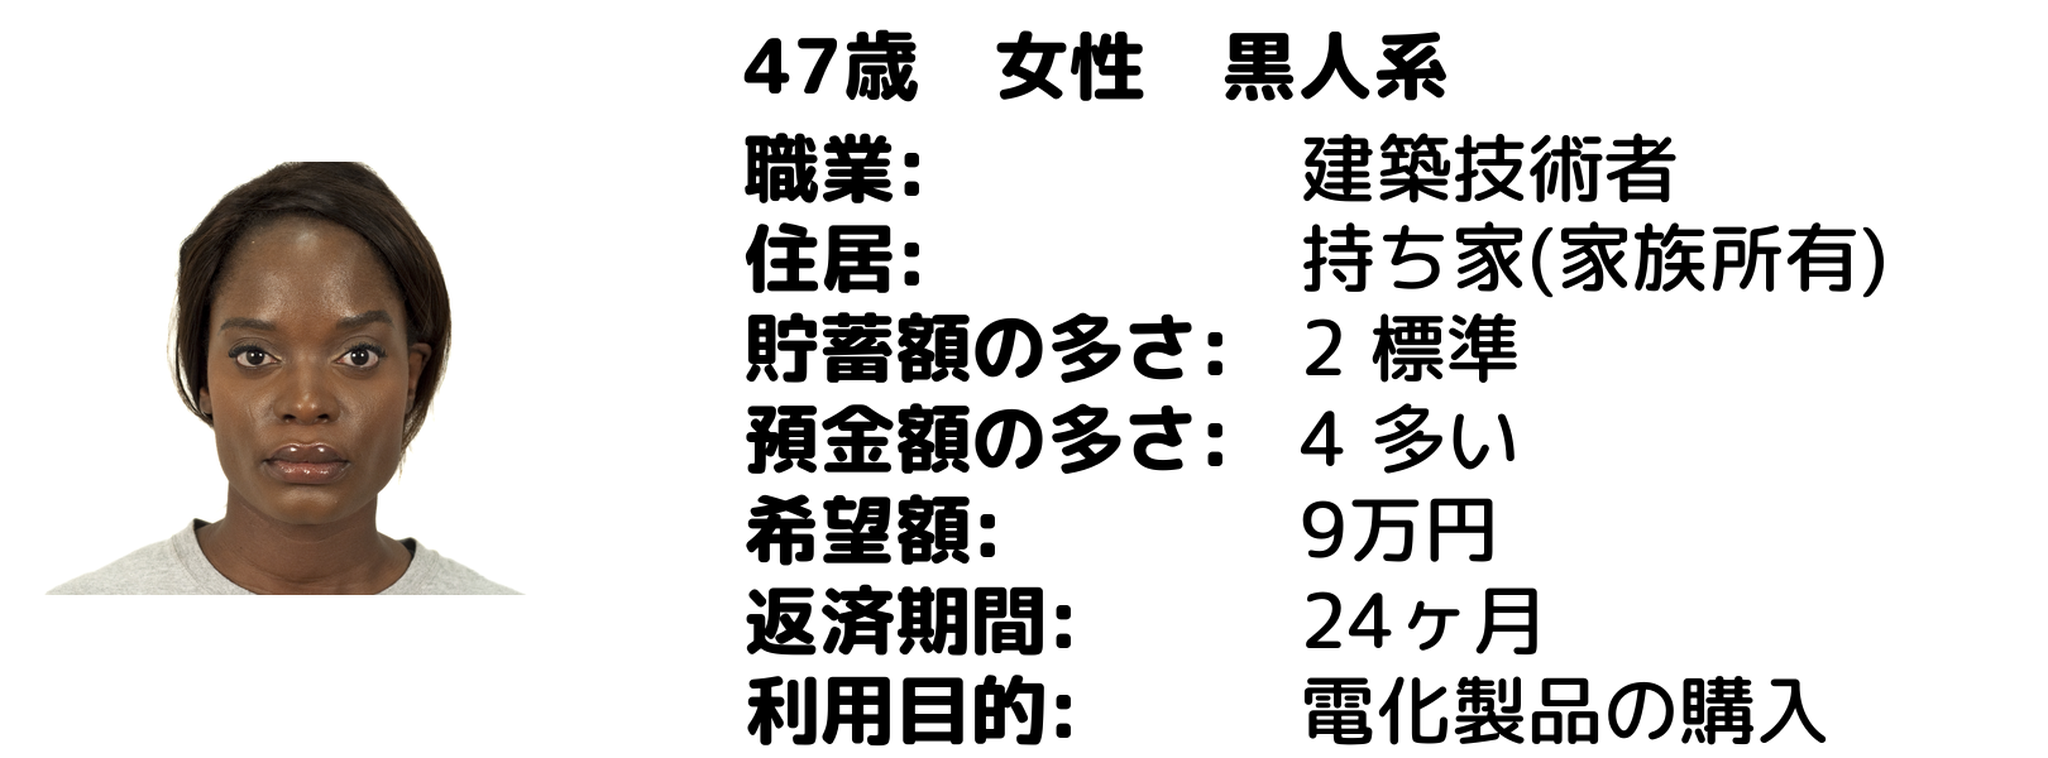 47歳　女性　黒人系
職業: 建築技術者
住居: 持ち家(家族所有)
貯蓄額の多さ: 2 標準
預金額の多さ: 4 多い
希望額: 9万円
返済期間: 24ヶ月
利用目的: 電化製品の購入